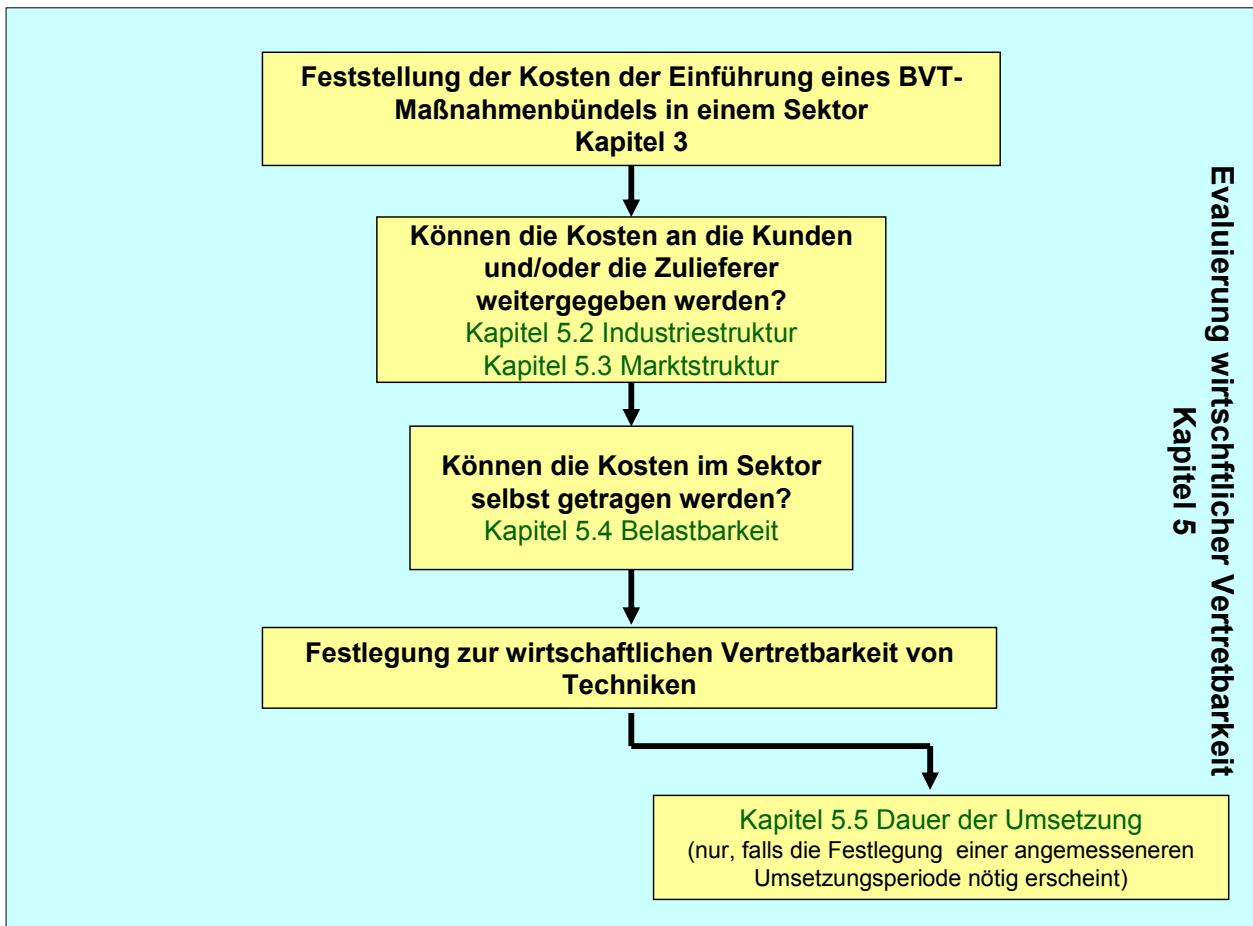 Feststellung der Kosten der Einführung eines BVT-
Maßnahmenbündels in einem Sektor
Kapitel 3
Können die Kosten an die Kunden
und/oder die Zulieferer
weitergegeben werden?
Kapitel 5.2 Industriestruktur
Kapitel 5.3 Marktstruktur
Können die Kosten im Sektor
selbst getragen werden?
Kapitel 5.4 Belastbarkeit
Festlegung zur wirtschaftlichen Vertretbarkeit von
Techniken
Kapitel 5.5 Dauer der Umsetzung
(nur, falls die Festlegung einer angemesseneren
Umsetzungsperiode nötig erscheint)
Evaluierung wirtschftlicher Vertretbarkeit
Kapitel 5